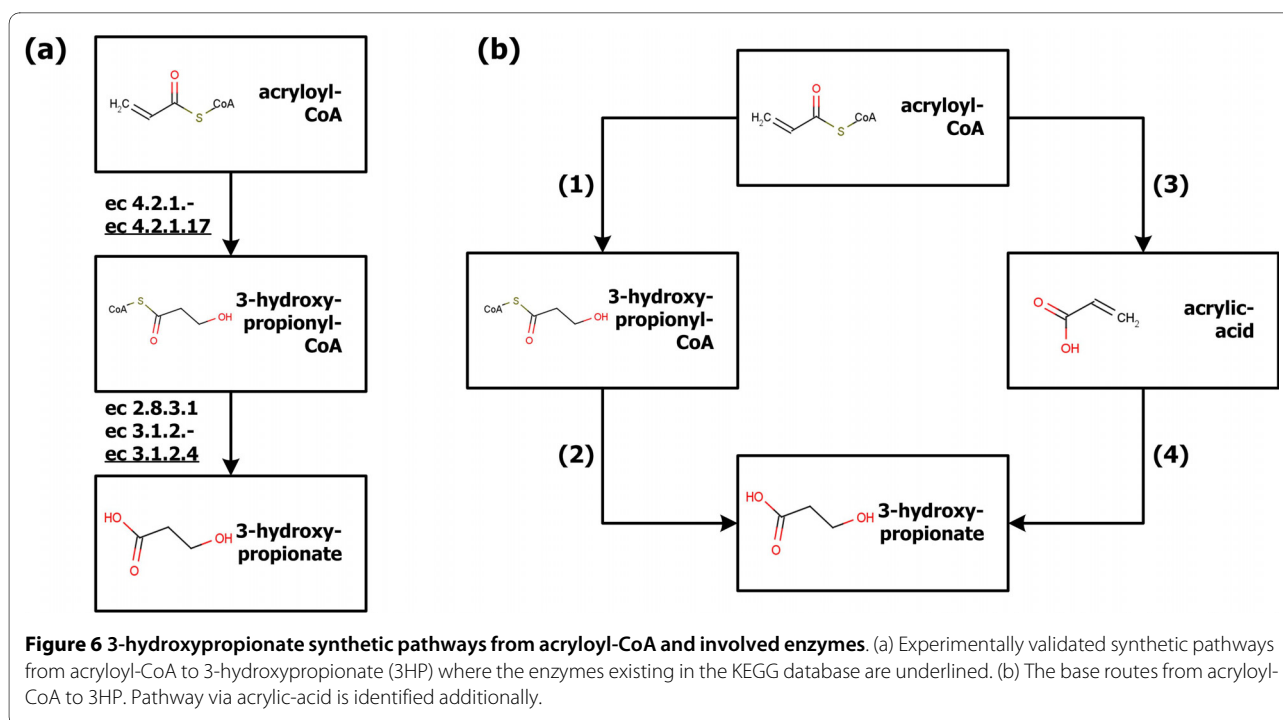 (a)
O
H₂C
S
CoA
acryloyl-
CoA
ec 4.2.1.-
ec 4.2.1.17
CoA
S
O
OH
3-hydroxy-
propionyl-
CoA
ec 2.8.3.1
ec 3.1.2.-
ec 3.1.2.4
HO
O
OH
3-hydroxy-
propionate
(b)
O
H₂C
S
CoA
acryloyl-
CoA
(1)
(3)
CoA
S
O
OH
3-hydroxy-
propionyl-
CoA
O
OH
CH₂
acrylic-
acid
(2)
(4)
HO
O
OH
3-hydroxy-
propionate
Figure 6 3-hydroxypropionate synthetic pathways from acryloyl-CoA and involved enzymes. (a) Experimentally validated synthetic pathways
from acryloyl-CoA to 3-hydroxypropionate (3HP) where the enzymes existing in the KEGG database are underlined. (b) The base routes from acryloyl-
CoA to 3HP. Pathway via acrylic-acid is identified additionally.